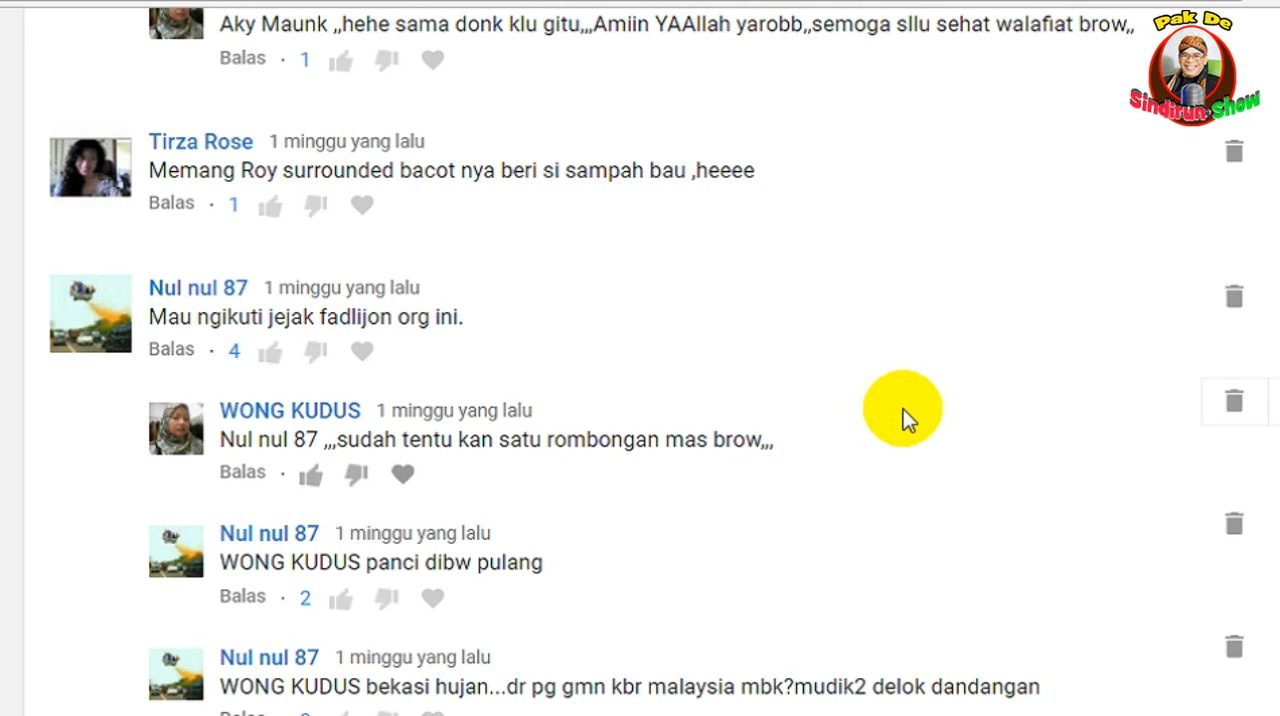 Aky Maunk ,,hehe sama donk klu gitu,,,Amiin YAAllah yarobb,,semoga sllu sehat walafiat brow,,
Balas · 1
Pak De
Sindirun Show
Tirza Rose 1 minggu yang lalu
Memang Roy surrounded bacot nya beri si sampah bau ,heeee
Balas · 1
Nul nul 87 1 minggu yang lalu
Mau ngikuti jejak fadlijon org ini.
Balas · 4
WONG KUDUS 1 minggu yang lalu
Nul nul 87 ,,,sudah tentu kan satu rombongan mas brow,,,
Balas ·
Nul nul 87 1 minggu yang lalu
WONG KUDUS panci dibw pulang
Balas · 2
Nul nul 87 1 minggu yang lalu
WONG KUDUS bekasi hujan...dr pg gmn kbr malaysia mbk?mudik2 delok dandangan